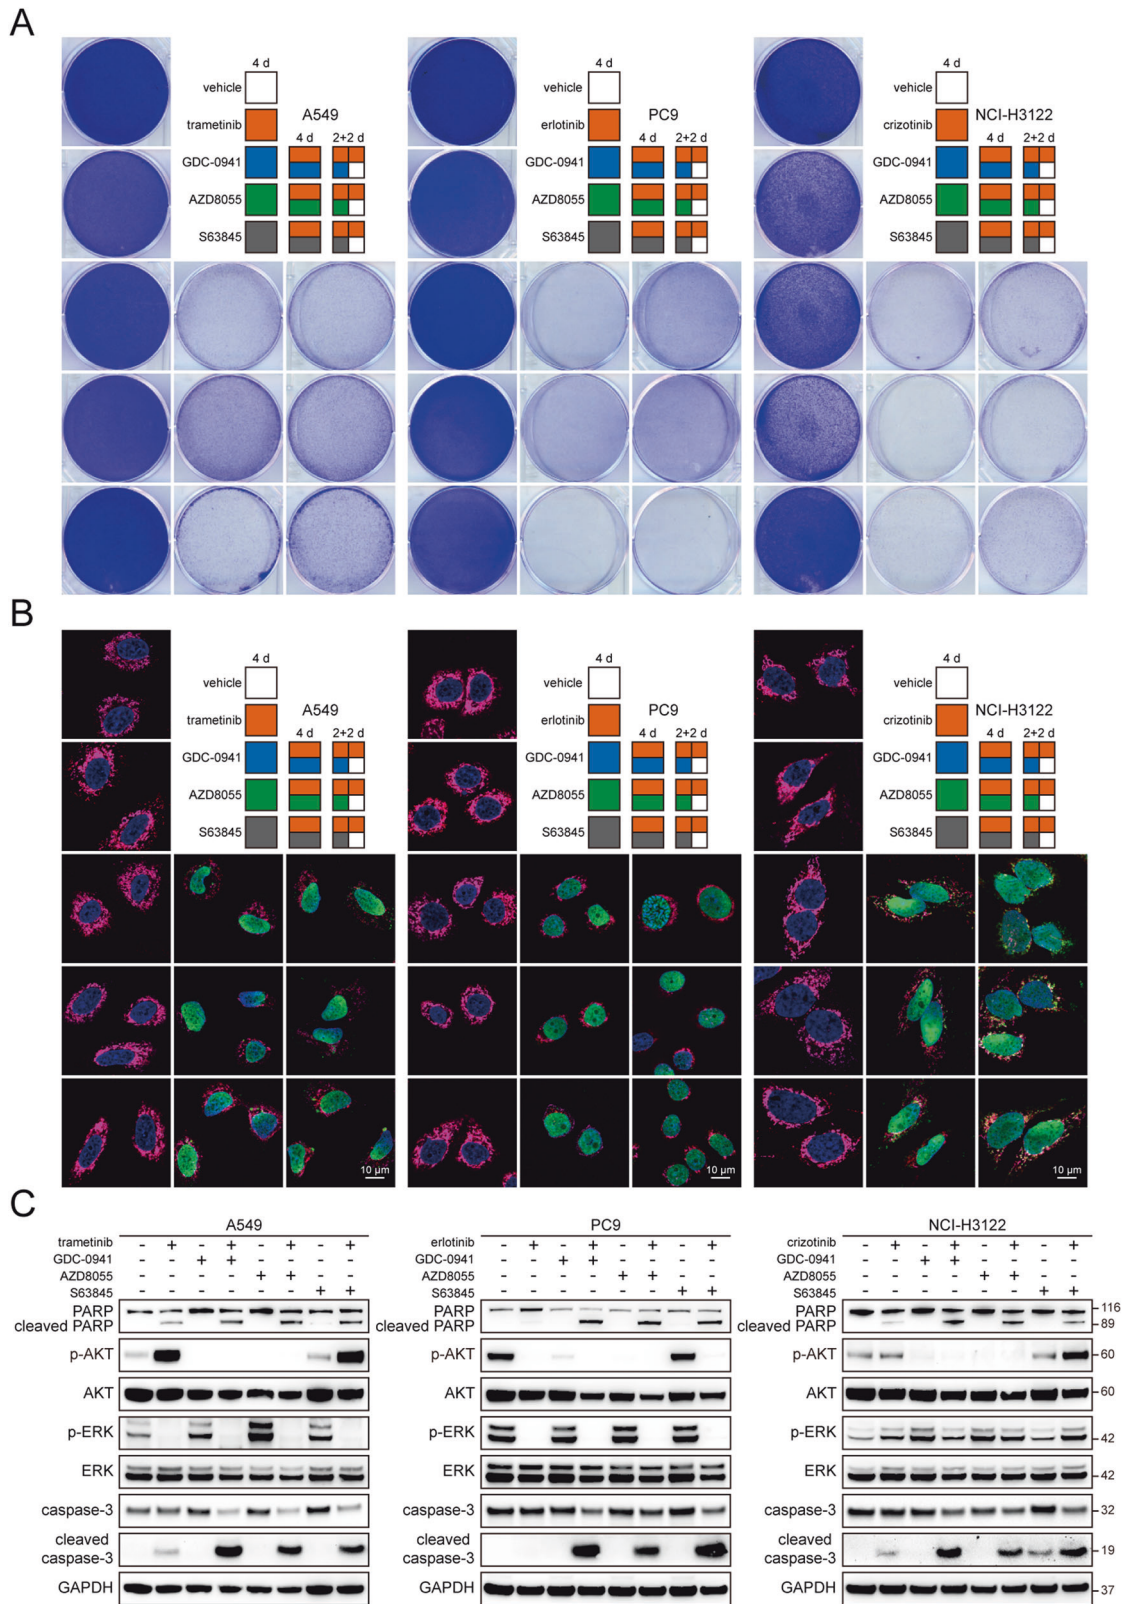 A
4 d
vehicle
trametinib
A549
4 d 2+2 d
GDC-0941
AZD8055
S63845
4 d
vehicle
erlotinib
PC9
4 d 2+2 d
GDC-0941
AZD8055
S63845
4 d
vehicle
crizotinib
NCI-H3122
4 d 2+2 d
GDC-0941
AZD8055
S63845
B
4 d
vehicle
trametinib
A549
4 d 2+2 d
GDC-0941
AZD8055
S63845
10 µm
4 d
vehicle
erlotinib
PC9
4 d 2+2 d
GDC-0941
AZD8055
S63845
10 µm
4 d
vehicle
crizotinib
NCI-H3122
4 d 2+2 d
GDC-0941
AZD8055
S63845
10 µm
C
A549
trametinib - + - + - + - +
GDC-0941 - - + + - - - -
AZD8055 - - - - + + - -
S63845 - - - - - - + +
PARP
cleaved PARP
p-AKT
AKT
p-ERK
ERK
caspase-3
cleaved
caspase-3
GAPDH
PC9
erlotinib - + - + - + - +
GDC-0941 - - + + - - - -
AZD8055 - - - - + + - -
S63845 - - - - - - + +
PARP
cleaved PARP
p-AKT
AKT
p-ERK
ERK
caspase-3
cleaved
caspase-3
GAPDH
NCI-H3122
crizotinib - + - + - + - +
GDC-0941 - - + + - - - -
AZD8055 - - - - + + - -
S63845 - - - - - - + +
PARP - 116
cleaved PARP - 89
p-AKT - 60
AKT - 60
p-ERK - 42
ERK - 42
caspase-3 - 32
cleaved
caspase-3 - 19
GAPDH - 37